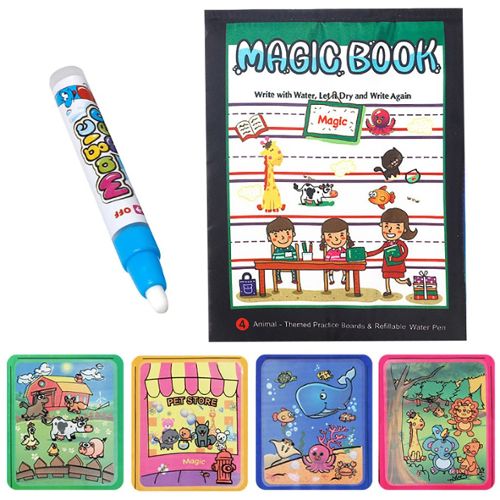 MAGIC BOOK
Write with Water, Let it Dry and Write Again
Magic
OFF
4 Animal - Themed Practice Boards & Refillable Water Pen
PET STORE
Magic